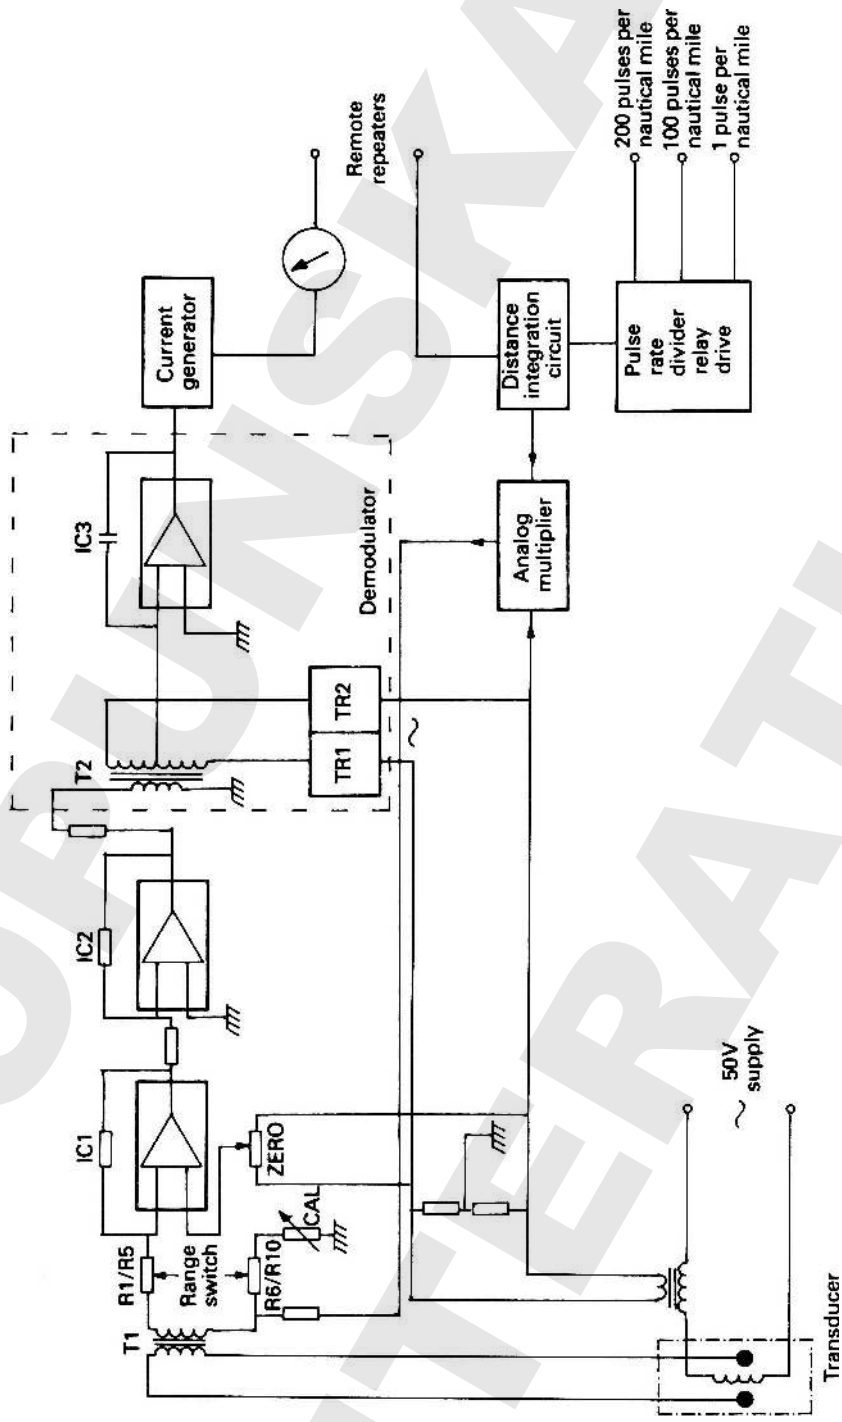 T1
R1/R5
Range
switch
R6/R10
CAL
ZERO
IC1
IC2
T2
TR1
TR2
IC3
Demodulator
Current
generator
Remote
repeaters
Analog
multiplier
Distance
integration
circuit
Pulse
rate
divider
relay
drive
200 pulses per
nautical mile
100 pulses per
nautical mile
1 pulse per
nautical mile
50V
supply
~
~
Transducer